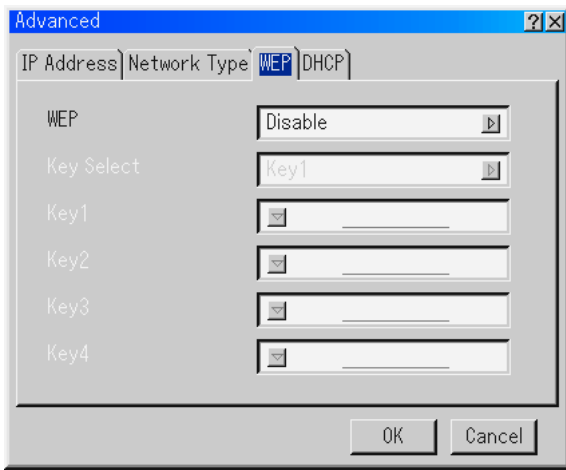 Advanced
IP Address Network Type WEP DHCP
WEP Disable
Key Select Key1
Key1
Key2
Key3
Key4
OK Cancel